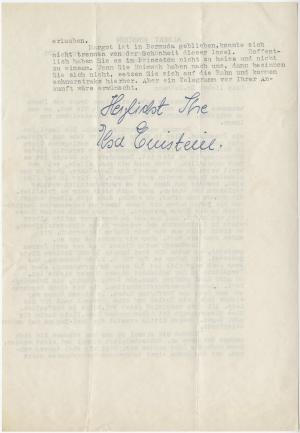 erlauben.
Margot ist in Bermuda geblieben, konnte sich
nicht trennen von der Schönheit dieser Insel. Hoffent-
lich haben Sie es in Princeton nicht zu heiss und nicht
zu einsam. Wenn Sie Heimweh haben nach uns, dann besinnen
Sie sich nicht, setzen Sie sich auf die Bahn und kommen
schnurstraks hierher. Aber ein Telegramm vor Ihrer An-
kunft wäre erwünscht.
Herzlichst Ihre
Elsa Einstein.